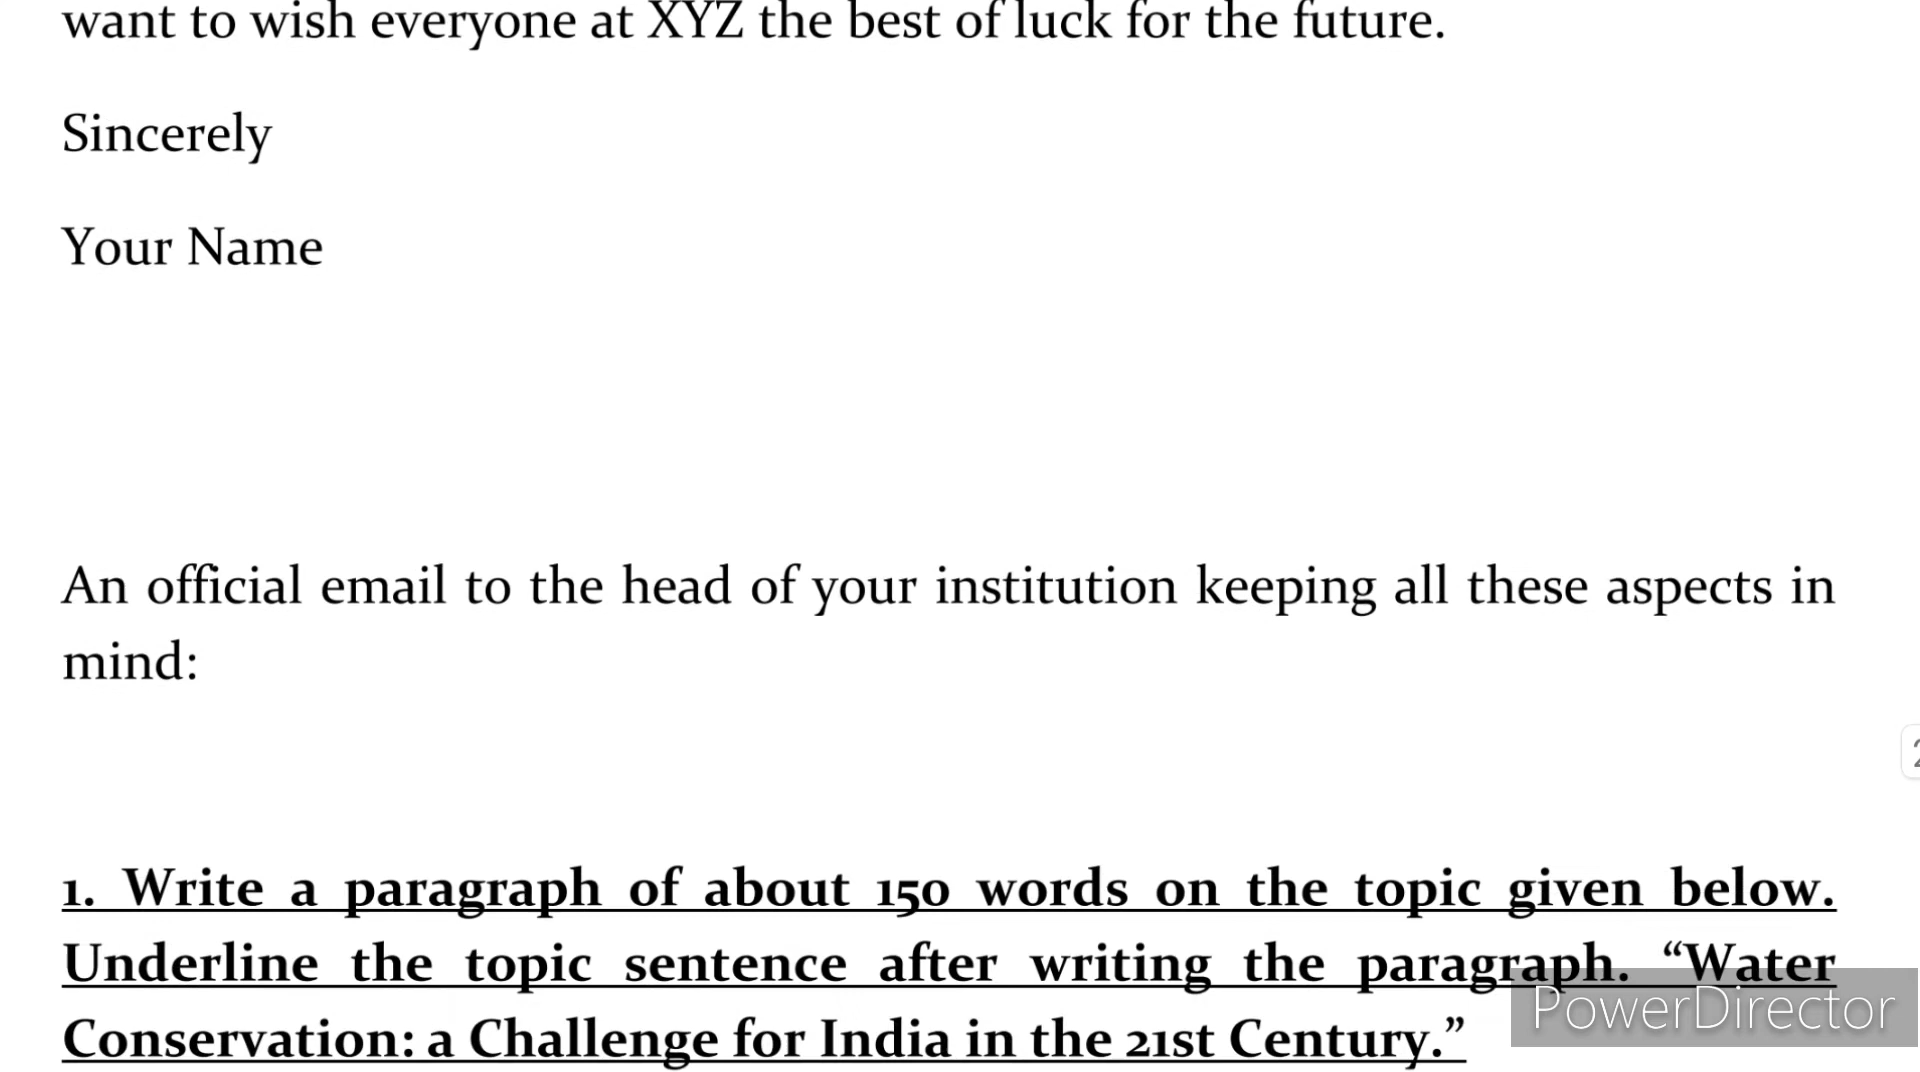 want to wish everyone at XYZ the best of luck for the future.
Sincerely
Your Name
An official email to the head of your institution keeping all these aspects in
mind:
2
1. Write a paragraph of about 150 words on the topic given below.
Underline the topic sentence after writing the paragraph. “Water
Conservation: a Challenge for India in the 21st Century.”
PowerDirector